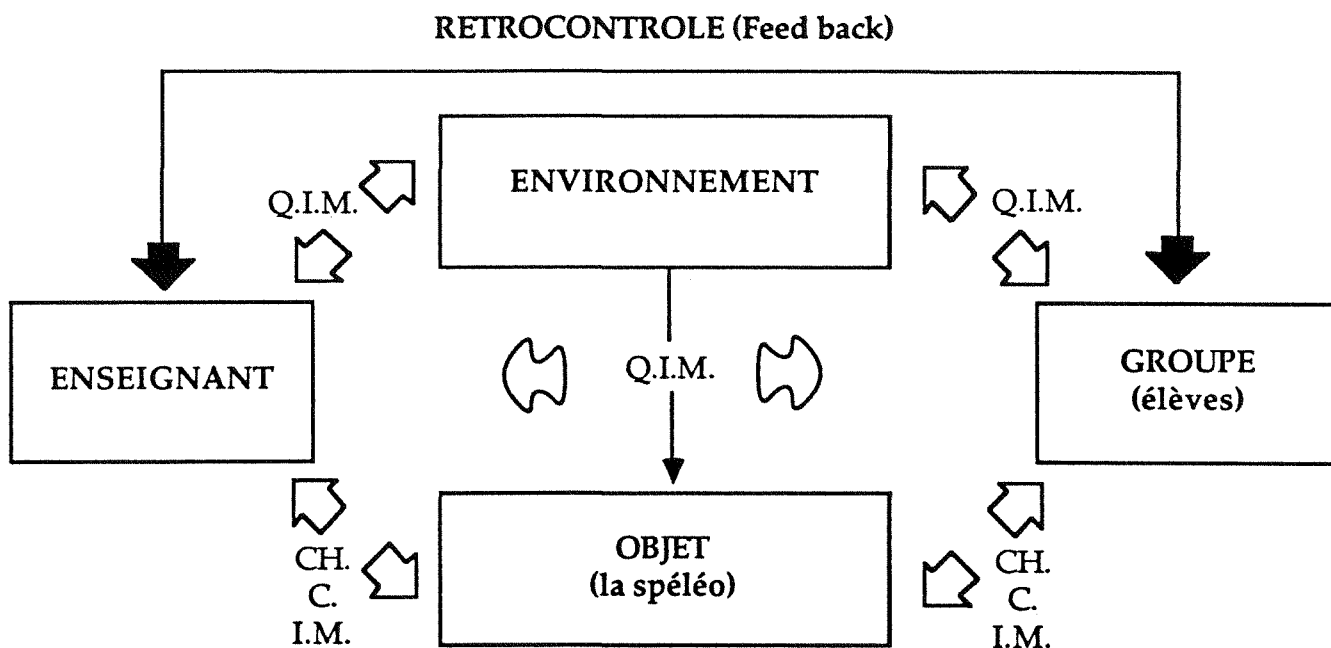 RETROCONTROLE (Feed back)
ENVIRONNEMENT
Q.I.M.
Q.I.M.
ENSEIGNANT
Q.I.M.
GROUPE
(élèves)
OBJET
(la spéléo)
CH.
C.
I.M.
CH.
C.
I.M.